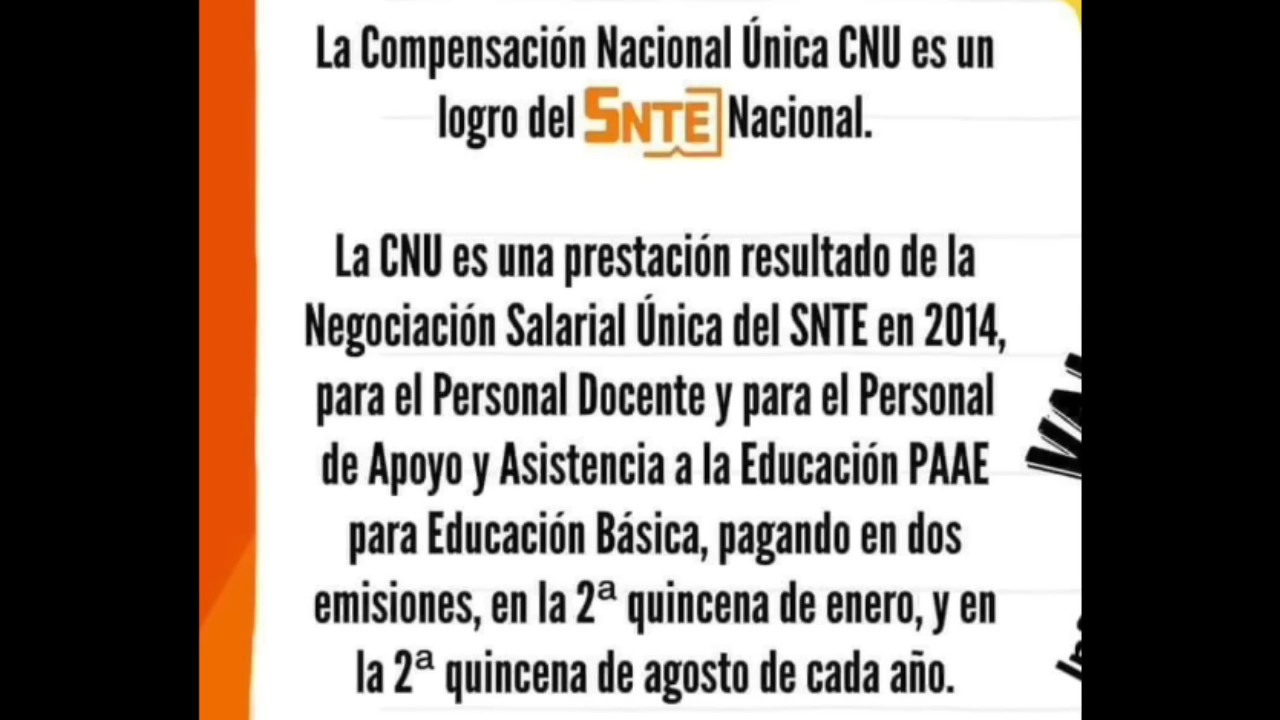 La Compensación Nacional Única CNU es un
logro del SNTE Nacional.
La CNU es una prestación resultado de la
Negociación Salarial Única del SNTE en 2014,
para el Personal Docente y para el Personal
de Apoyo y Asistencia a la Educación PAAE
para Educación Básica, pagando en dos
emisiones, en la 2ª quincena de enero, y en
la 2ª quincena de agosto de cada año.